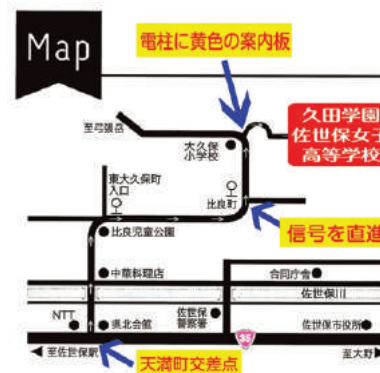 Map
電柱に黄色の案内板
久田学園
佐世保女子
高等学校
至弓張岳
大久保
小学校
東大久保町
入口
比良町
信号を直進
比良児童公園
中華料理店
合同庁舎
佐世保川
NTT
県北会館
佐世保
警察署
35
佐世保市役所
至佐世保駅
天満町交差点
至大野